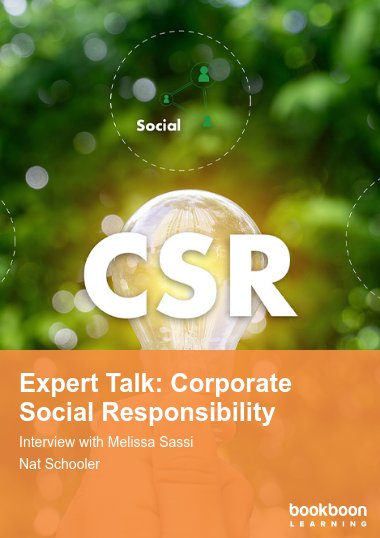 Social
CSR
Expert Talk: Corporate
Social Responsibility
Interview with Melissa Sassi
Nat Schooler
bookboon
LEARNING